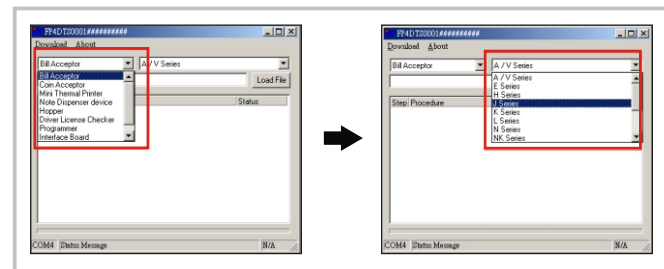 FP4DTS0001##########
Download About
Bill Acceptor
A / V Series
Bill Acceptor
Coin Acceptor
Mini Thermal Printer
Note Dispenser device
Hopper
Driver License Checker
Programmer
Interface Board
Load File
Status
COM4 Status Message N/A
FP4DTS0001##########
Download About
Bill Acceptor
A / V Series
A / V Series
E Series
H Series
J Series
K Series
L Series
N Series
NK Series
Step Procedure
COM4 Status Message N/A